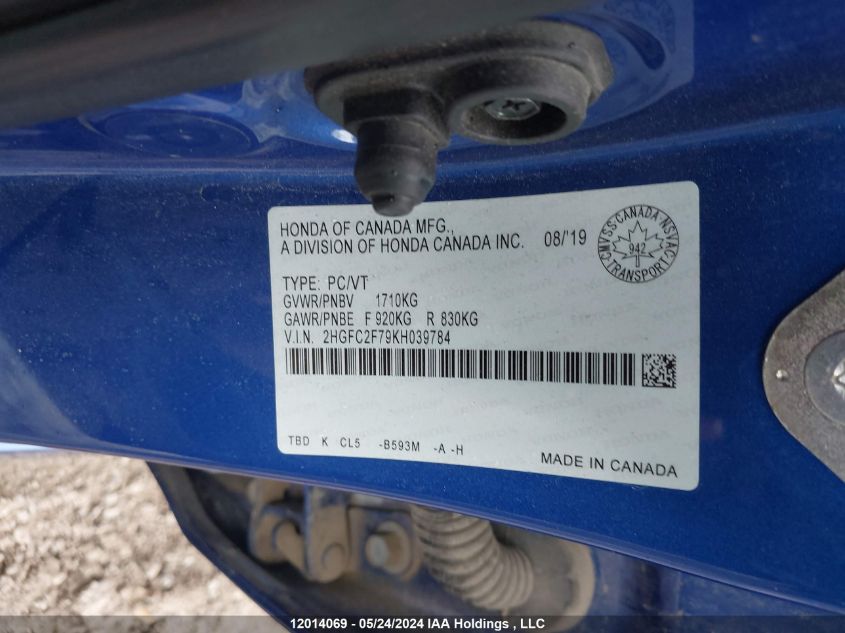 HONDA OF CANADA MFG.,
A DIVISION OF HONDA CANADA INC. 08/'19
CMVSS·CANADA·NSVAC
942
TRANSPORT
TYPE: PC/VT
GVWR/PNBV 1710KG
GAWR/PNBE F 920KG R 830KG
V.I.N. 2HGFC2F79KH039784
TBD K CL5 -B593M -A -H
MADE IN CANADA
12014069 - 05/24/2024 IAA Holdings , LLC